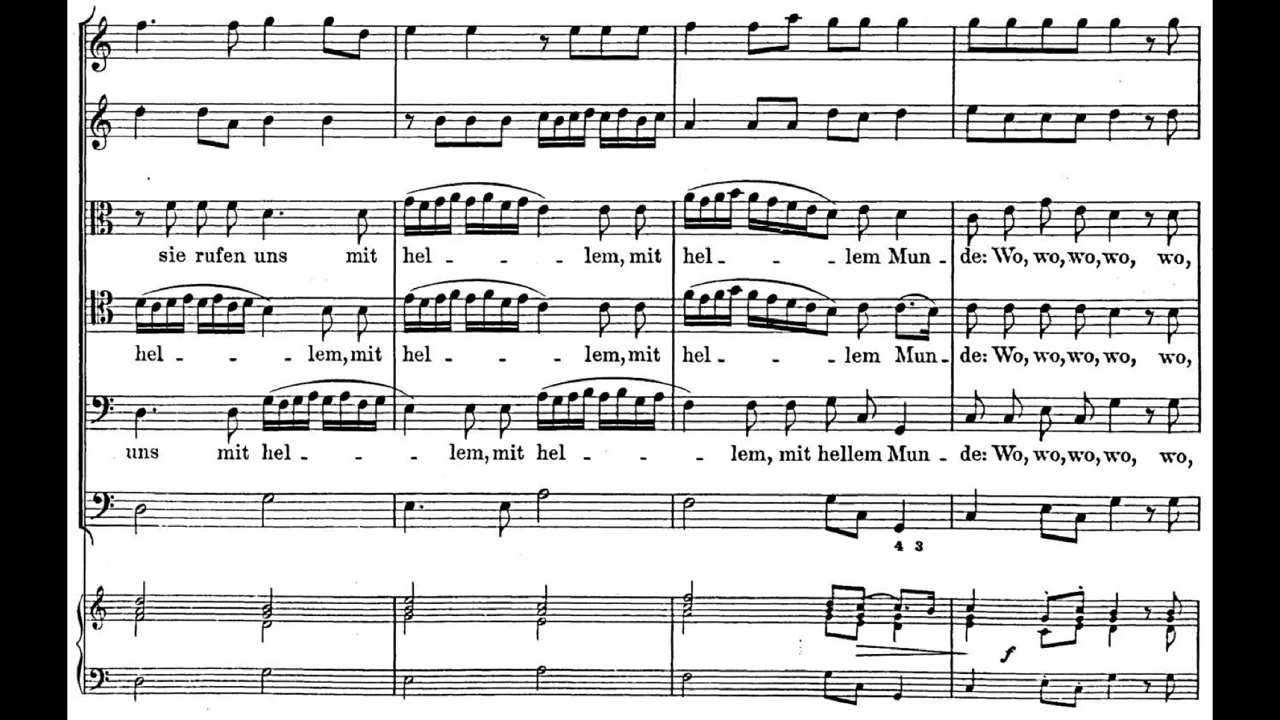 sie rufen uns mit hel - - - lem, mit hel - - - lem Mun - de: Wo, wo, wo, wo, wo,
hel - - - lem, mit hel - - - lem, mit hel - - - lem Mun - de: Wo, wo, wo, wo, wo,
uns mit hel - - - lem, mit hel - - - lem, mit hellem Mun - de: Wo, wo, wo, wo, wo,
4 3
f